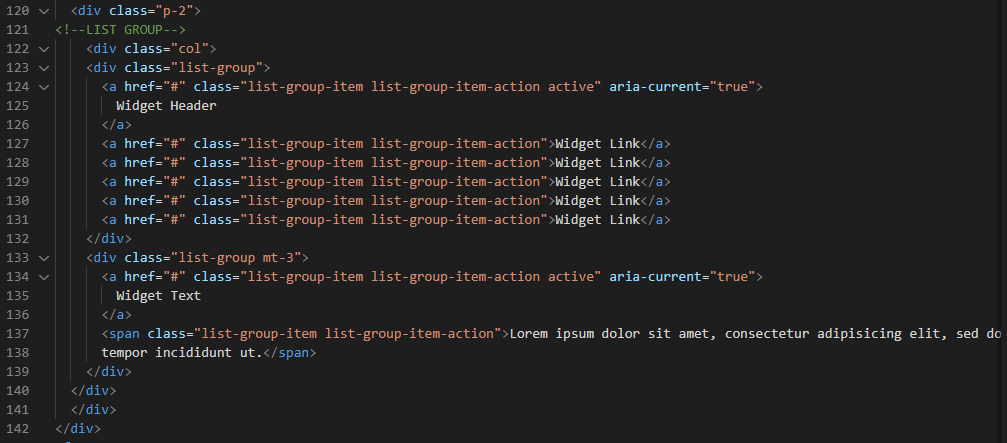 120 <div class="p-2">
121 <!--LIST GROUP-->
122 <div class="col">
123 <div class="list-group">
124 <a href="#" class="list-group-item list-group-item-action active" aria-current="true">
125 Widget Header
126 </a>
127 <a href="#" class="list-group-item list-group-item-action">Widget Link</a>
128 <a href="#" class="list-group-item list-group-item-action">Widget Link</a>
129 <a href="#" class="list-group-item list-group-item-action">Widget Link</a>
130 <a href="#" class="list-group-item list-group-item-action">Widget Link</a>
131 <a href="#" class="list-group-item list-group-item-action">Widget Link</a>
132 </div>
133 <div class="list-group mt-3">
134 <a href="#" class="list-group-item list-group-item-action active" aria-current="true">
135 Widget Text
136 </a>
137 <span class="list-group-item list-group-item-action">Lorem ipsum dolor sit amet, consectetur adipisicing elit, sed do
138 tempor incididunt ut.</span>
139 </div>
140 </div>
141 </div>
142 </div>